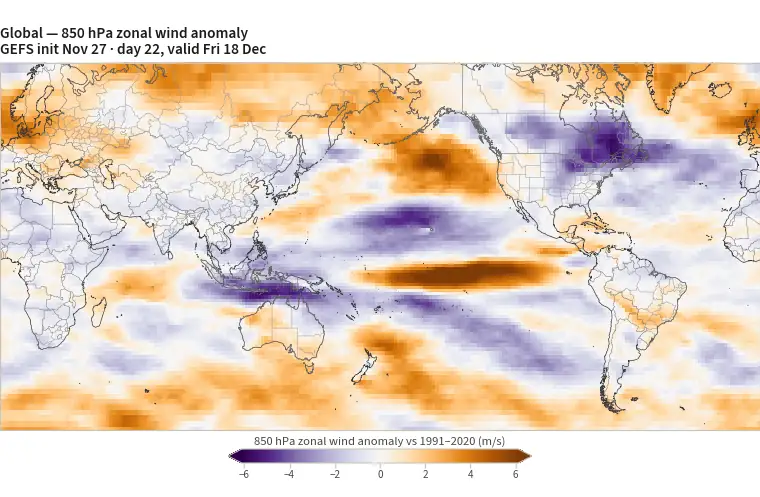 Global — 850 hPa zonal wind anomaly
GEFS init Nov 27 · day 22, valid Fri 18 Dec
850 hPa zonal wind anomaly vs 1991–2020 (m/s)
−6 −4 −2 0 2 4 6